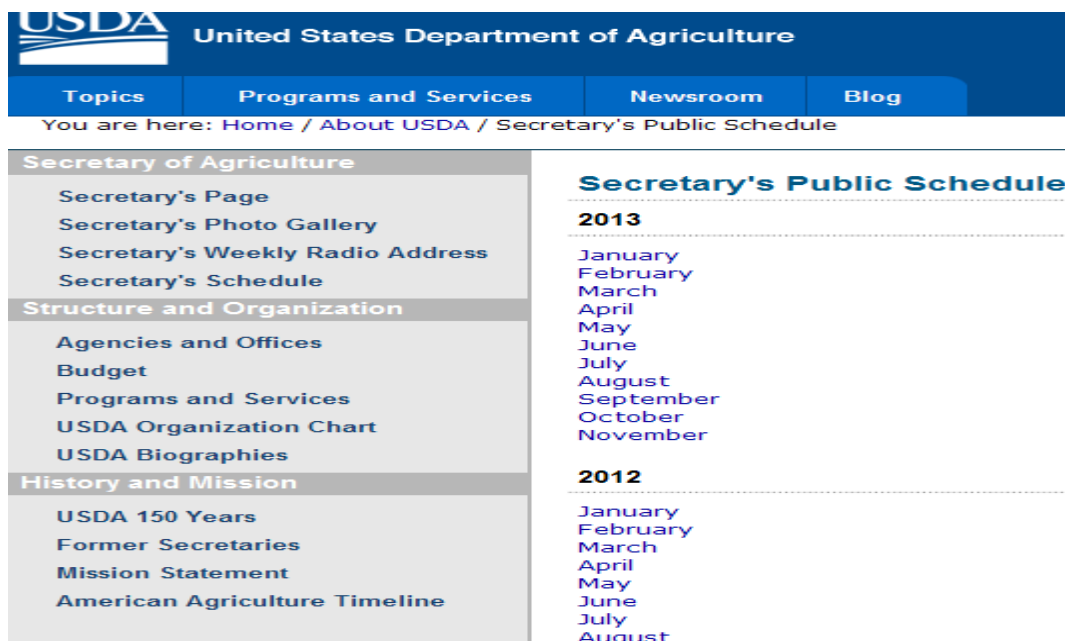 USDA
United States Department of Agriculture
Topics
Programs and Services
Newsroom
Blog
You are here: Home / About USDA / Secretary's Public Schedule
Secretary of Agriculture
Secretary's Page
Secretary's Photo Gallery
Secretary's Weekly Radio Address
Secretary's Schedule
Structure and Organization
Agencies and Offices
Budget
Programs and Services
USDA Organization Chart
USDA Biographies
History and Mission
USDA 150 Years
Former Secretaries
Mission Statement
American Agriculture Timeline
Secretary's Public Schedule
2013
January
February
March
April
May
June
July
August
September
October
November
2012
January
February
March
April
May
June
July
August